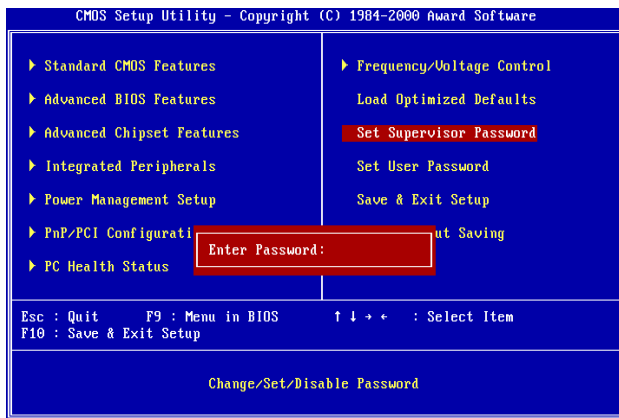 CMOS Setup Utility - Copyright (C) 1984-2000 Award Software
▶ Standard CMOS Features
▶ Advanced BIOS Features
▶ Advanced Chipset Features
▶ Integrated Peripherals
▶ Power Management Setup
▶ PnP/PCI Configurati
▶ PC Health Status
▶ Frequency/Voltage Control
Load Optimized Defaults
Set Supervisor Password
Set User Password
Save & Exit Setup
ut Saving
Enter Password:
Esc : Quit F9 : Menu in BIOS ↑ ↓ → ← : Select Item
F10 : Save & Exit Setup
Change/Set/Disable Password